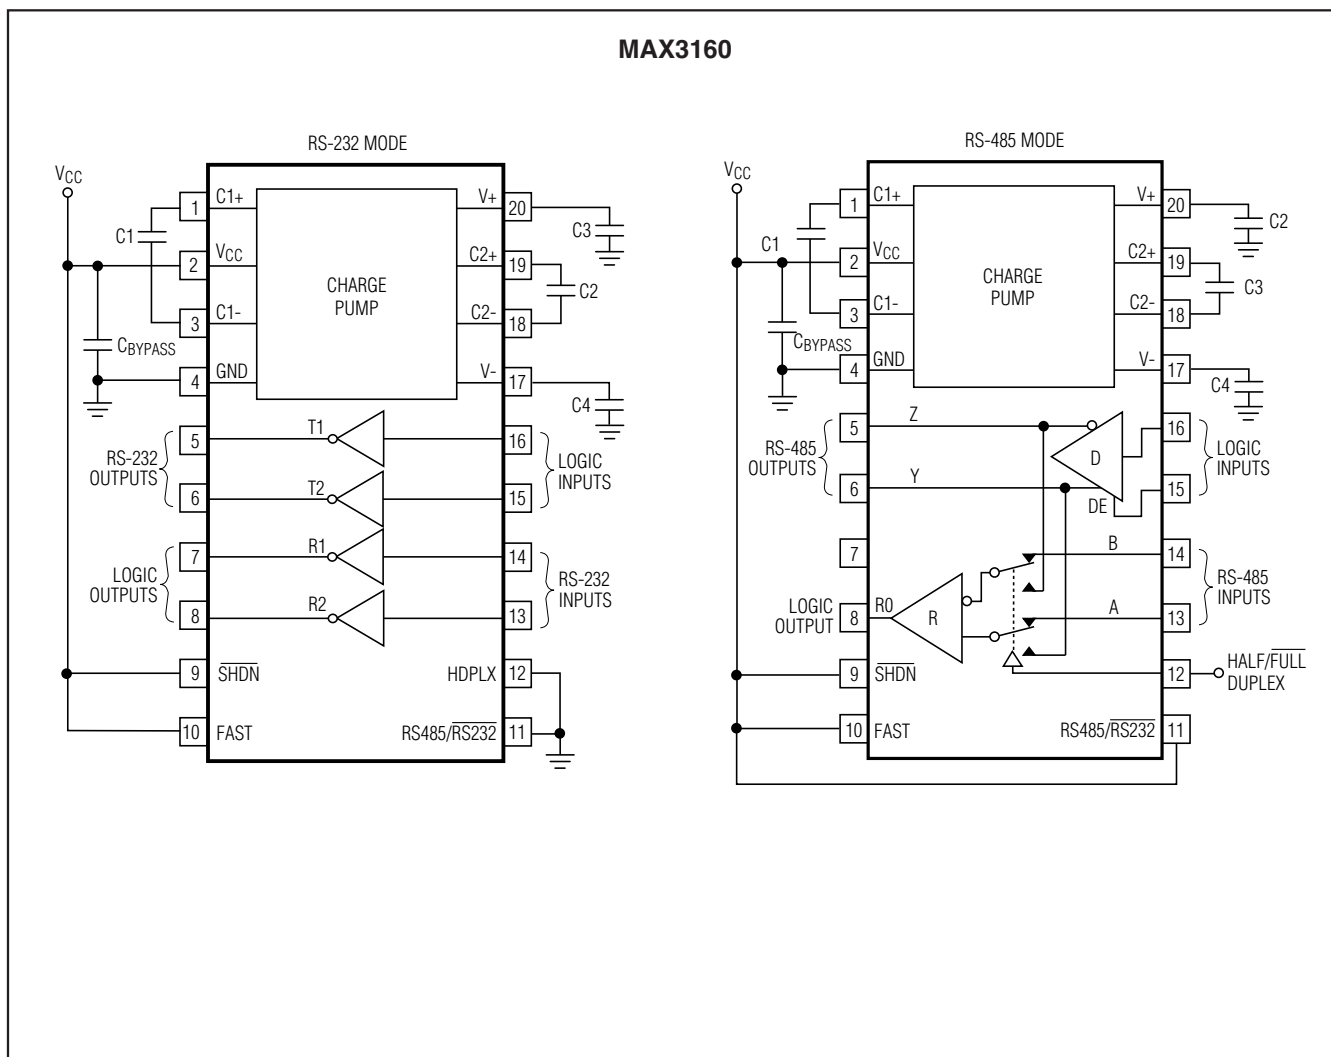 MAX3160
RS-232 MODE
VCC
1
C1+
V+
20
C1
C3
2
VCC
C2+
19
CHARGE
PUMP
C2
3
C1-
C2-
18
CBYPASS
4
GND
V-
17
C4
5
T1
16
RS-232
OUTPUTS
LOGIC
INPUTS
6
T2
15
7
R1
14
LOGIC
OUTPUTS
RS-232
INPUTS
8
R2
13
9
SHDN
HDPLX
12
10
FAST
RS485/RS232
11
RS-485 MODE
VCC
1
C1+
V+
20
C2
C1
2
VCC
C2+
19
CHARGE
PUMP
C3
3
C1-
C2-
18
CBYPASS
4
GND
V-
17
C4
5
Z
16
RS-485
OUTPUTS
D
LOGIC
INPUTS
6
Y
15
DE
7
B
14
RS-485
INPUTS
LOGIC
OUTPUT
8
R0
R
A
13
9
SHDN
12
HALF/FULL
DUPLEX
10
FAST
RS485/RS232
11